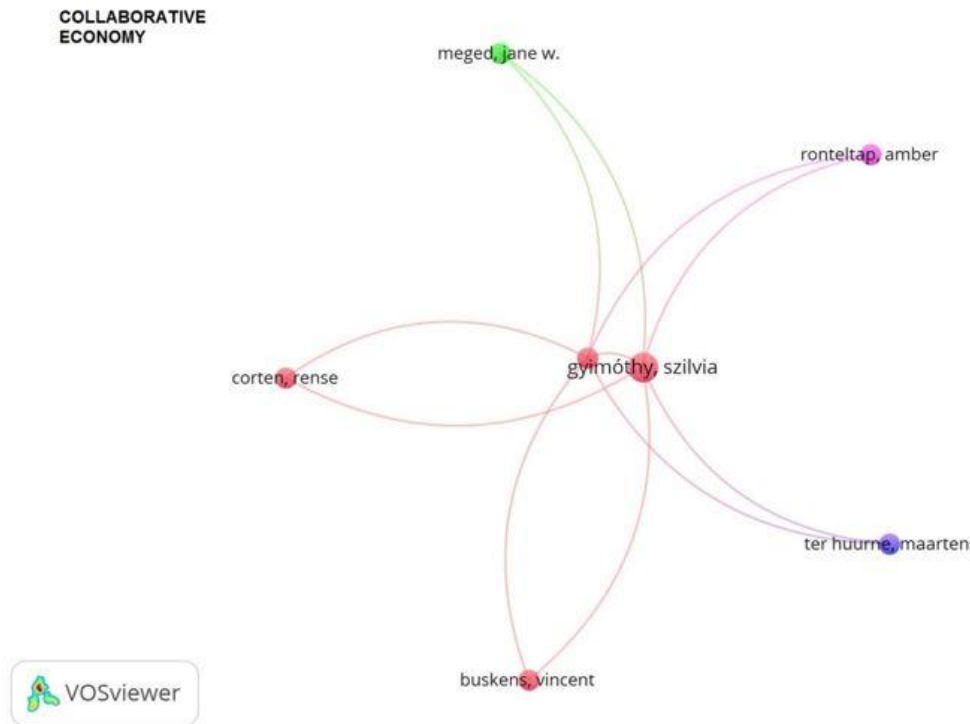 COLLABORATIVE
ECONOMY
meged, jane w.
ronteltap, amber
gyimóthy, szilvia
corten, rense
ter huurne, maarten
buskens, vincent
VOSviewer